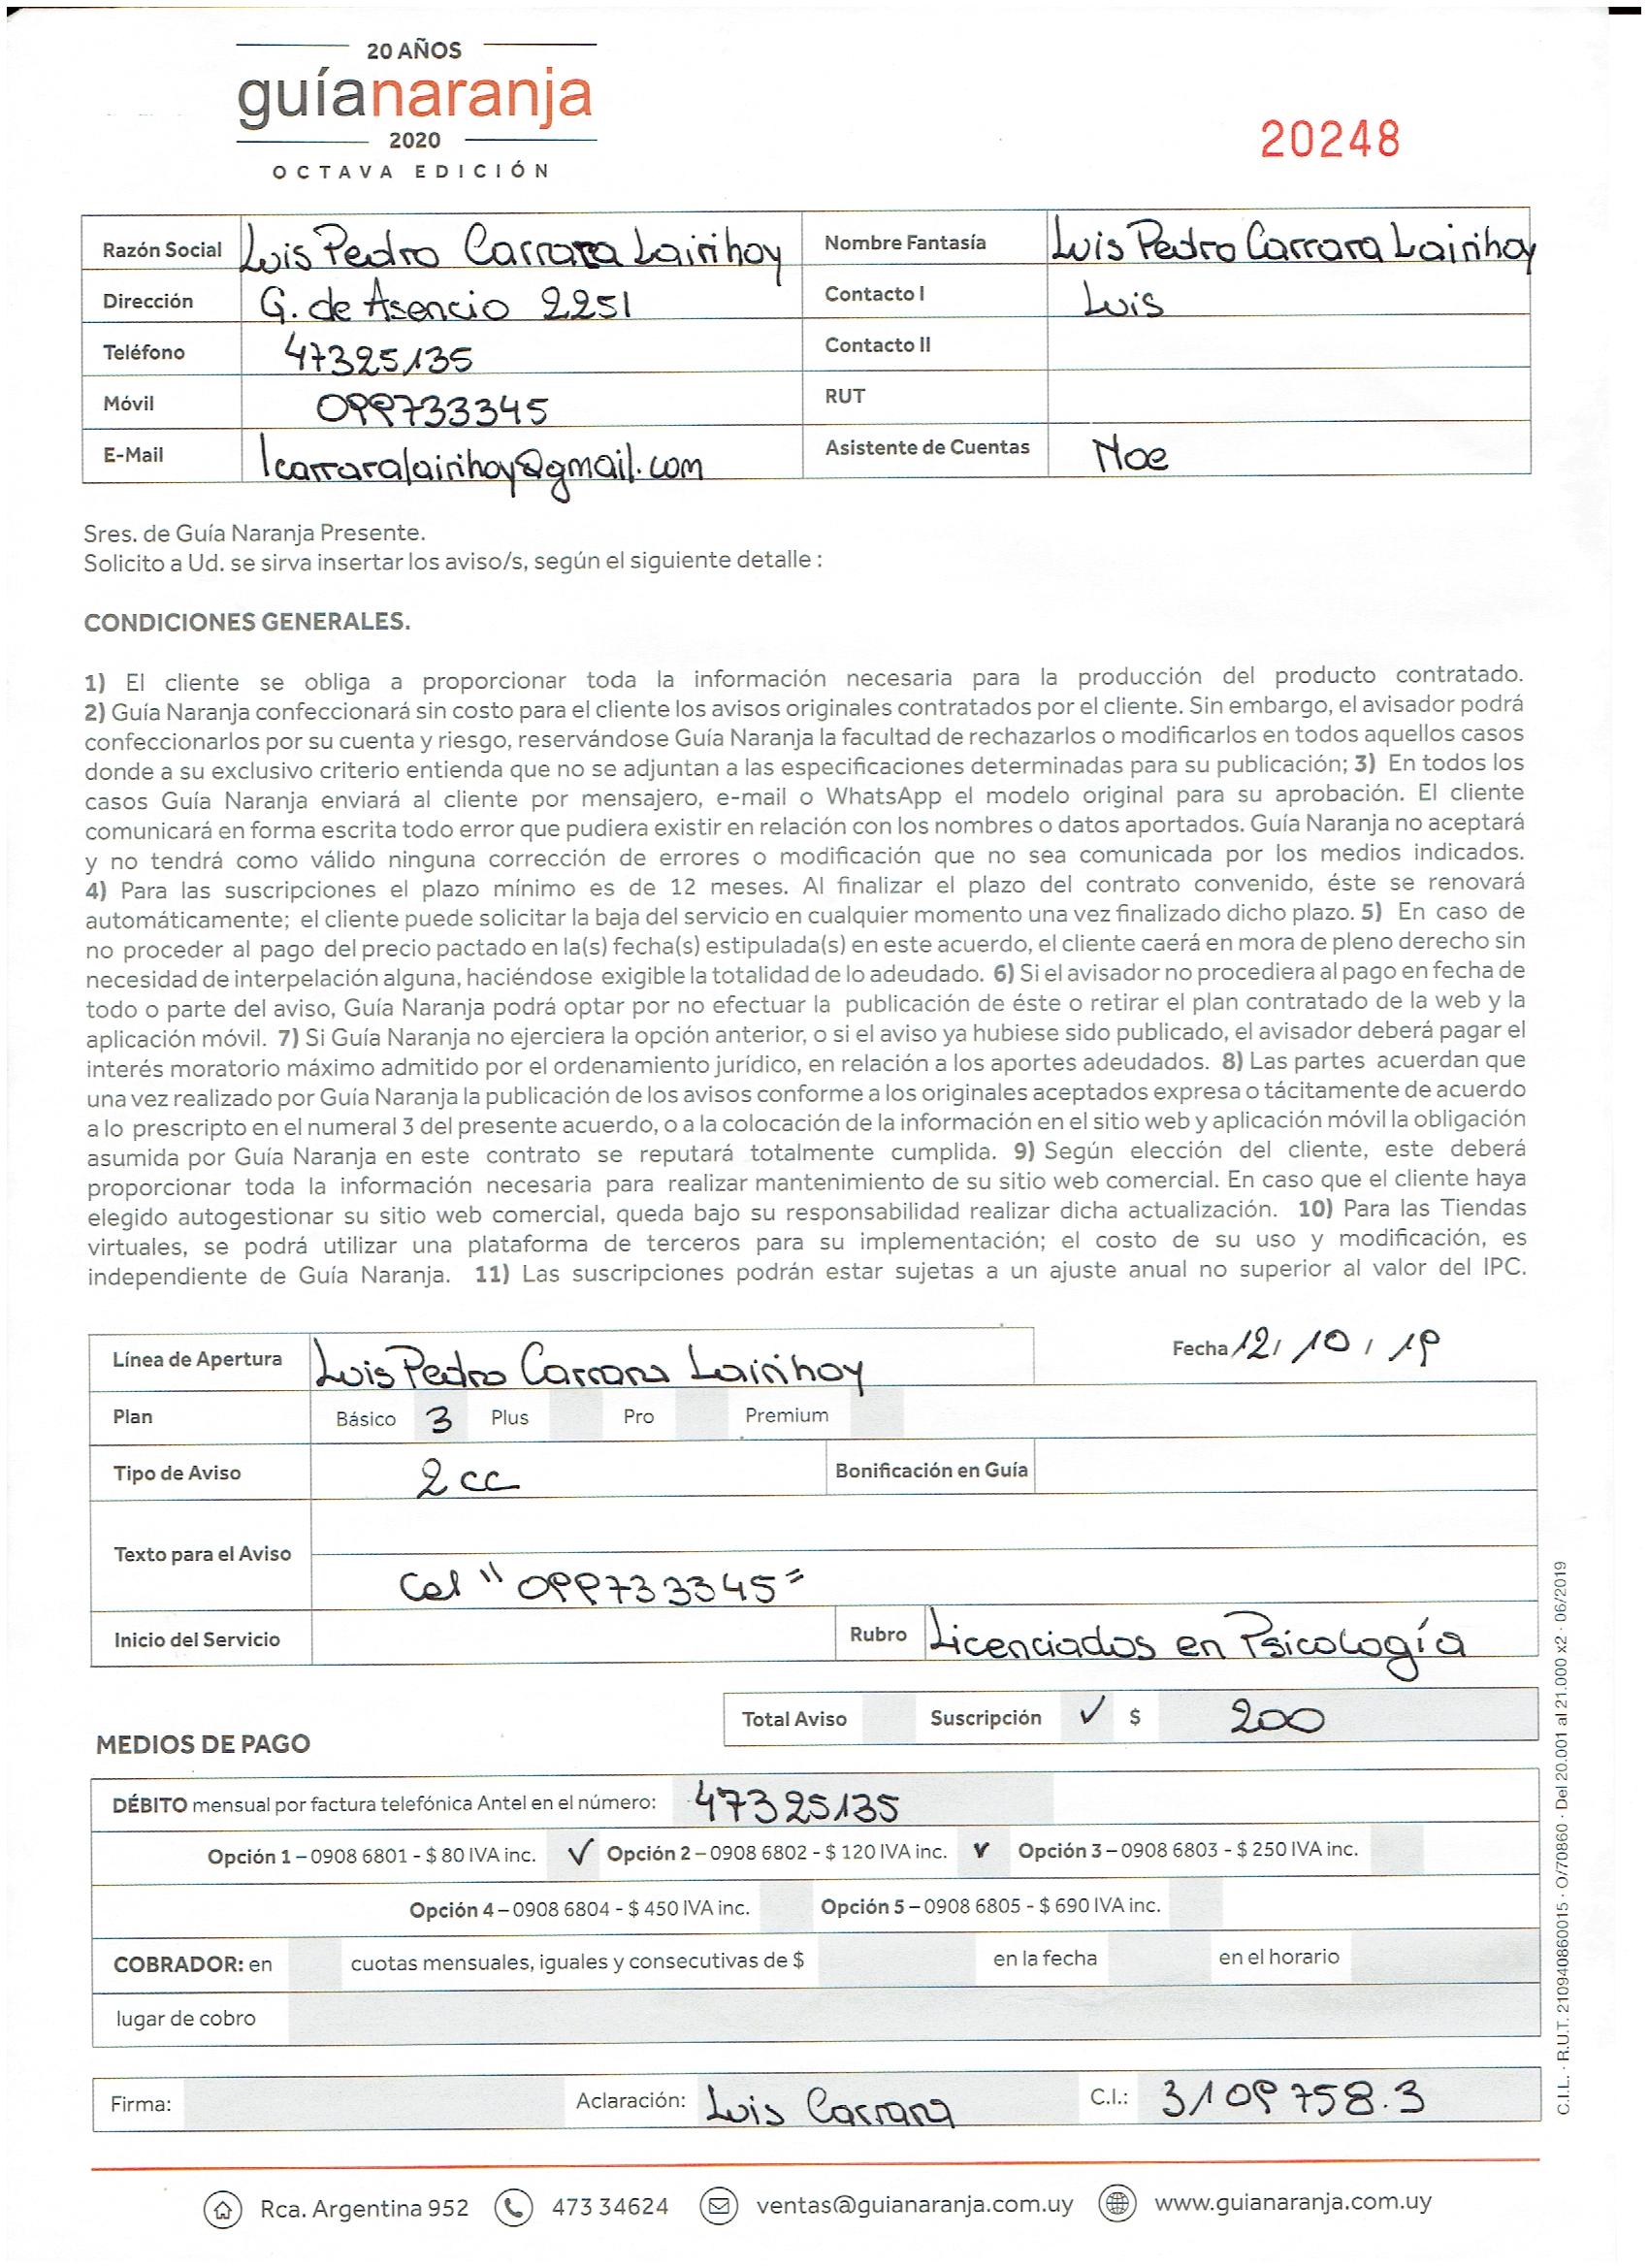 20 AÑOS
guíanaranja
2020
OCTAVA EDICIÓN
20248
Razón Social Luis Pedro Carrara Lairihoy Nombre Fantasía Luis Pedro Carrara Lairihoy
Dirección G. de Asencio 2251 Contacto I Luis
Teléfono 47325135 Contacto II
Móvil 099733345 RUT
E-Mail lcarraralairihoy@gmail.com Asistente de Cuentas Noe
Sres. de Guía Naranja Presente.
Solicito a Ud. se sirva insertar los aviso/s, según el siguiente detalle :
CONDICIONES GENERALES.
1) El cliente se obliga a proporcionar toda la información necesaria para la producción del producto contratado.
2) Guía Naranja confeccionará sin costo para el cliente los avisos originales contratados por el cliente. Sin embargo, el avisador podrá
confeccionarlos por su cuenta y riesgo, reservándose Guía Naranja la facultad de rechazarlos o modificarlos en todos aquellos casos
donde a su exclusivo criterio entienda que no se adjuntan a las especificaciones determinadas para su publicación; 3) En todos los
casos Guía Naranja enviará al cliente por mensajero, e-mail o WhatsApp el modelo original para su aprobación. El cliente
comunicará en forma escrita todo error que pudiera existir en relación con los nombres o datos aportados. Guía Naranja no aceptará
y no tendrá como válido ninguna corrección de errores o modificación que no sea comunicada por los medios indicados.
4) Para las suscripciones el plazo mínimo es de 12 meses. Al finalizar el plazo del contrato convenido, éste se renovará
automáticamente; el cliente puede solicitar la baja del servicio en cualquier momento una vez finalizado dicho plazo. 5) En caso de
no proceder al pago del precio pactado en la(s) fecha(s) estipulada(s) en este acuerdo, el cliente caerá en mora de pleno derecho sin
necesidad de interpelación alguna, haciéndose exigible la totalidad de lo adeudado. 6) Si el avisador no procediera al pago en fecha de
todo o parte del aviso, Guía Naranja podrá optar por no efectuar la publicación de éste o retirar el plan contratado de la web y la
aplicación móvil. 7) Si Guía Naranja no ejerciera la opción anterior, o si el aviso ya hubiese sido publicado, el avisador deberá pagar el
interés moratorio máximo admitido por el ordenamiento jurídico, en relación a los aportes adeudados. 8) Las partes acuerdan que
una vez realizado por Guía Naranja la publicación de los avisos conforme a los originales aceptados expresa o tácitamente de acuerdo
a lo prescripto en el numeral 3 del presente acuerdo, o a la colocación de la información en el sitio web y aplicación móvil la obligación
asumida por Guía Naranja en este contrato se reputará totalmente cumplida. 9) Según elección del cliente, este deberá
proporcionar toda la información necesaria para realizar mantenimiento de su sitio web comercial. En caso que el cliente haya
elegido autogestionar su sitio web comercial, queda bajo su responsabilidad realizar dicha actualización. 10) Para las Tiendas
virtuales, se podrá utilizar una plataforma de terceros para su implementación; el costo de su uso y modificación, es
independiente de Guía Naranja. 11) Las suscripciones podrán estar sujetas a un ajuste anual no superior al valor del IPC.
Línea de Apertura Luis Pedro Carrara Lairihoy Fecha 12/ 10 / 19
Plan Básico 3 Plus Pro Premium
Tipo de Aviso 2 cc Bonificación en Guía
Texto para el Aviso
Cel "099733345"
Inicio del Servicio Rubro Licenciados en Psicología
Total Aviso Suscripción ✓ $ 200
MEDIOS DE PAGO
DÉBITO mensual por factura telefónica Antel en el número: 47325135
Opción 1 – 0908 6801 - $ 80 IVA inc. ✓ Opción 2 – 0908 6802 - $ 120 IVA inc. ✓ Opción 3 – 0908 6803 - $ 250 IVA inc.
Opción 4 – 0908 6804 - $ 450 IVA inc. Opción 5 – 0908 6805 - $ 690 IVA inc.
COBRADOR: en cuotas mensuales, iguales y consecutivas de $ en la fecha en el horario
lugar de cobro
Firma: Aclaración: Luis Carrara C.I.: 3109758.3
C.I.L. · R.U.T. 210940860015 · O/70860 · Del 20.001 al 21.000 x2 · 06/2019
Rca. Argentina 952 473 34624 ventas@guianaranja.com.uy www.guianaranja.com.uy